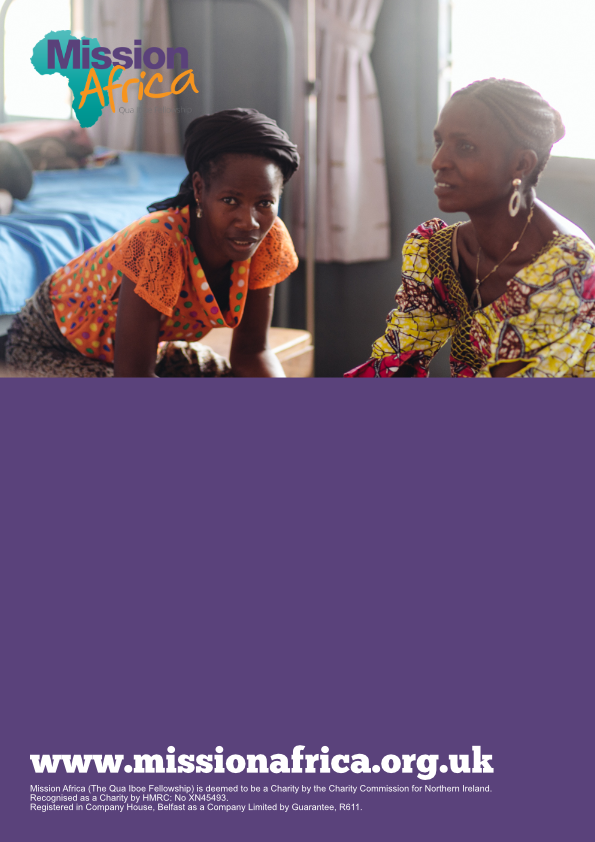 Mission
Africa
Qua
www.missionafrica.org.uk
Mission Africa (The Qua Iboe Fellowship) is deemed to be a Charity by the Charity Commission for Northern Ireland.
Recognised as a Charity by HMRC: No XN45493.
Registered in Company House, Belfast as a Company Limited by Guarantee, R611.